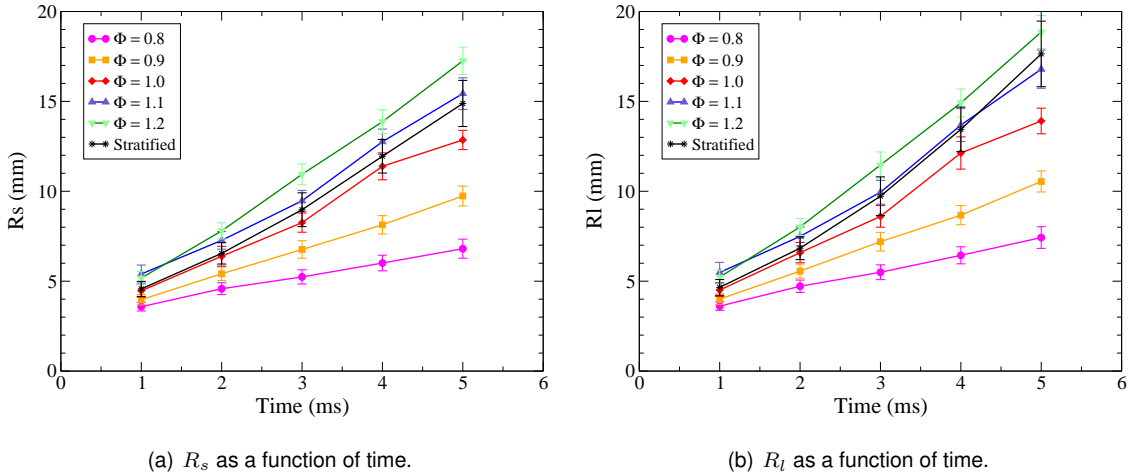 20
15
10
5
0
Rs (mm)
Φ = 0.8
Φ = 0.9
Φ = 1.0
Φ = 1.1
Φ = 1.2
Stratified
0 1 2 3 4 5 6
Time (ms)
(a) Rs as a function of time.
20
15
10
5
0
Rl (mm)
Φ = 0.8
Φ = 0.9
Φ = 1.0
Φ = 1.1
Φ = 1.2
Stratified
0 1 2 3 4 5 6
Time (ms)
(b) Rl as a function of time.